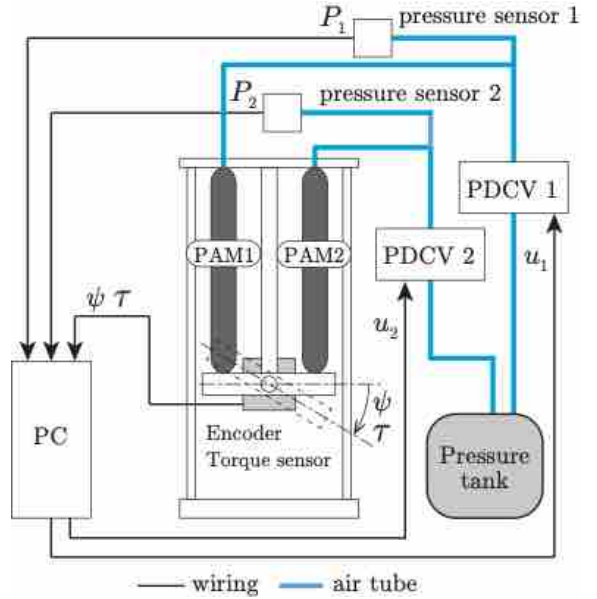 P₁ pressure sensor 1
P₂ pressure sensor 2
PDCV 1
PAM1
PAM2
PDCV 2
u₁
ψ τ
u₂
PC
ψ
τ
Encoder
Torque sensor
Pressure
tank
wiring
air tube